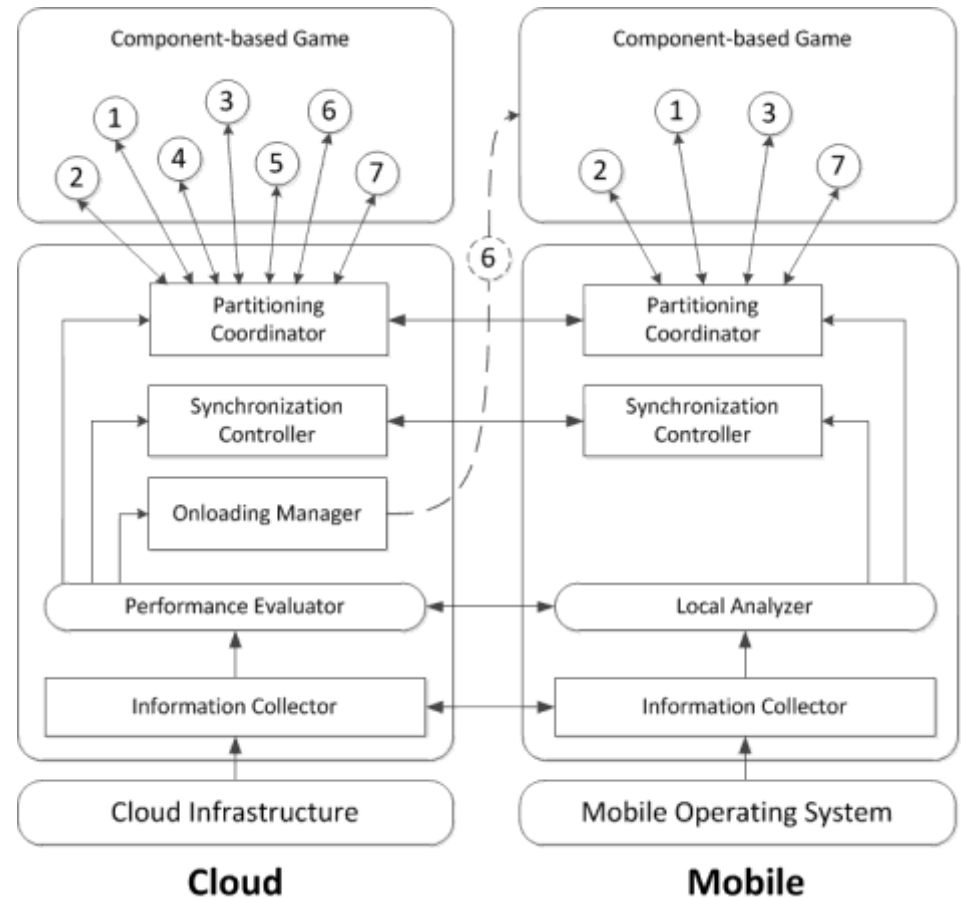 Component-based Game
1
3
6
4
5
2
7
Partitioning
Coordinator
Synchronization
Controller
Onloading Manager
Performance Evaluator
Information Collector
Cloud Infrastructure
Cloud
6
Component-based Game
1
3
2
7
Partitioning
Coordinator
Synchronization
Controller
Local Analyzer
Information Collector
Mobile Operating System
Mobile